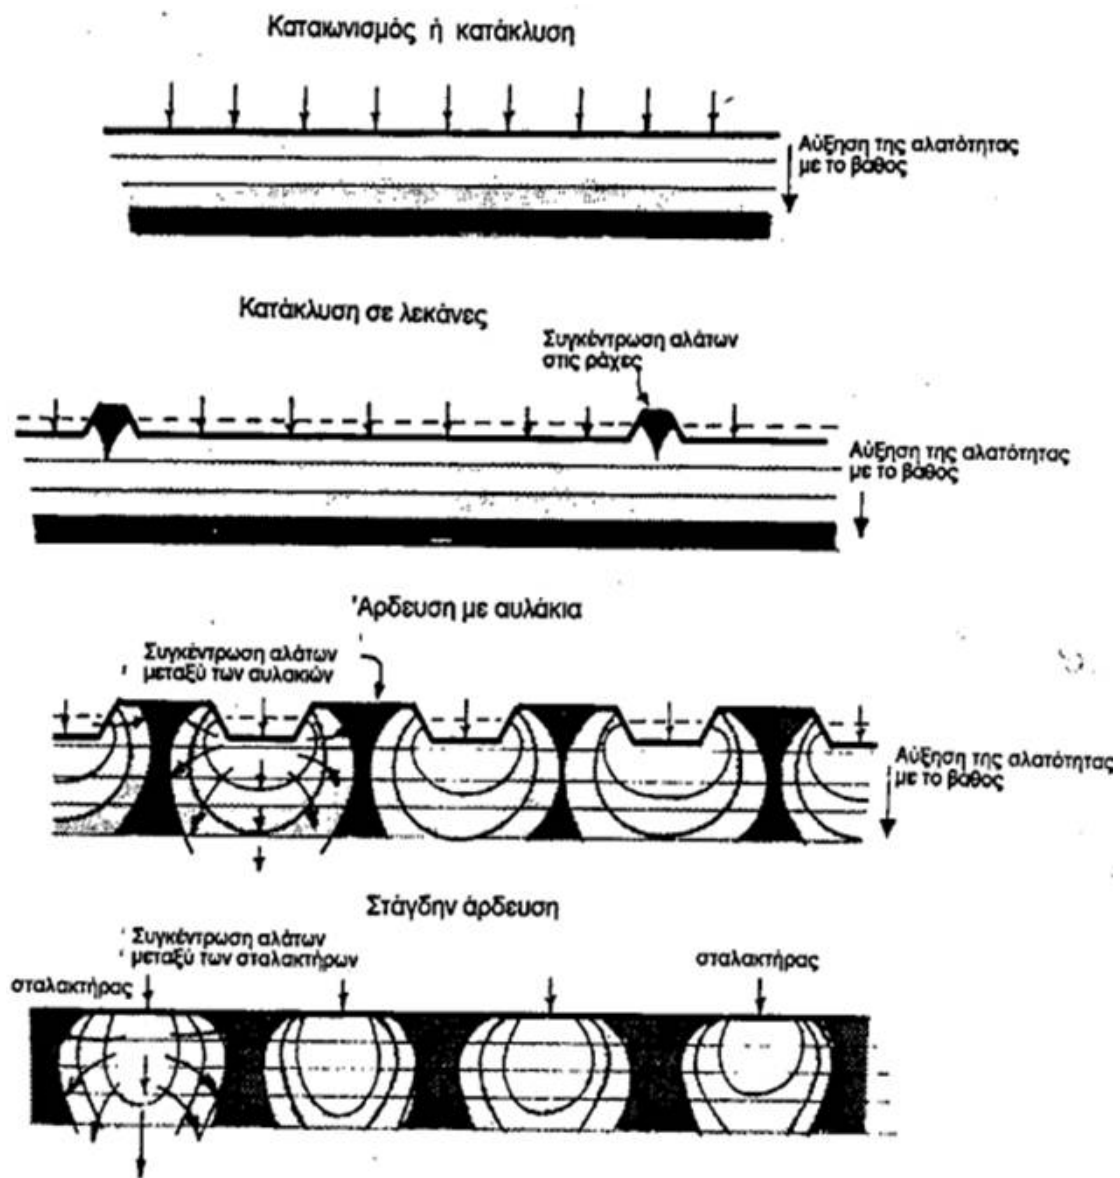 Καταιωνισμός ή κατάκλυση
Αύξηση της αλατότητας
με το βάθος
Κατάκλυση σε λεκάνες
Συγκέντρωση αλάτων
στις ράχες
Αύξηση της αλατότητας
με το βάθος
Άρδευση με αυλάκια
Συγκέντρωση αλάτων
μεταξύ των αυλακιών
Αύξηση της αλατότητας
με το βάθος
Στάγδην άρδευση
Συγκέντρωση αλάτων
μεταξύ των σταλακτήρων
σταλακτήρας
σταλακτήρας